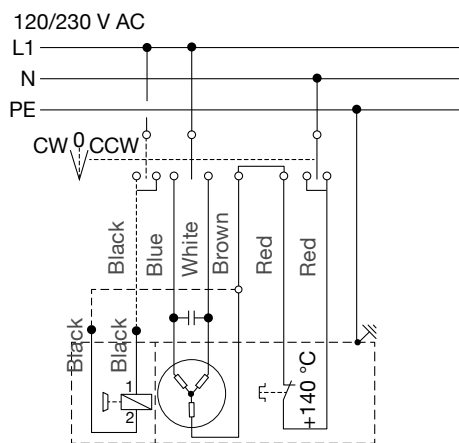 120/230 V AC
L1
N
PE
CW 0 CCW
Black
Blue
White
Brown
Red
Red
Black
Black
1
2
+140 °C